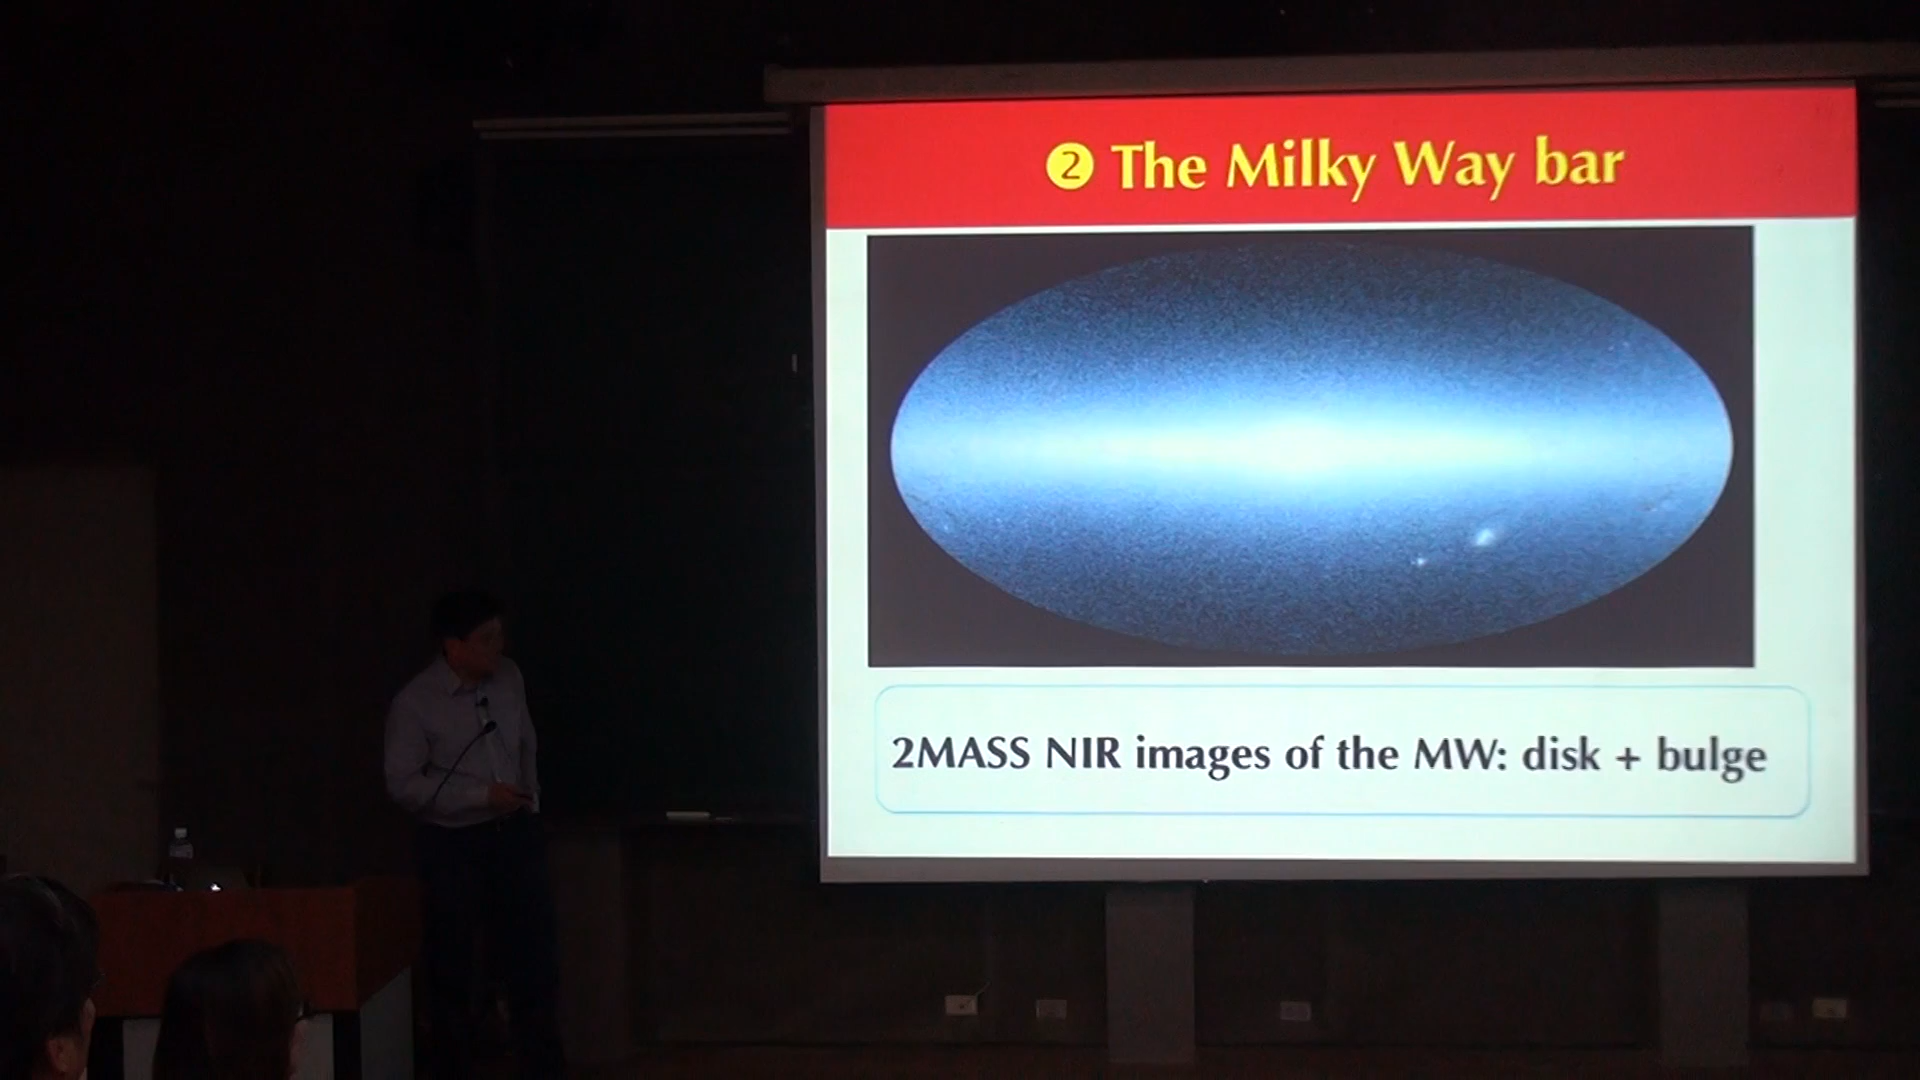 ❷ The Milky Way bar
2MASS NIR images of the MW: disk + bulge